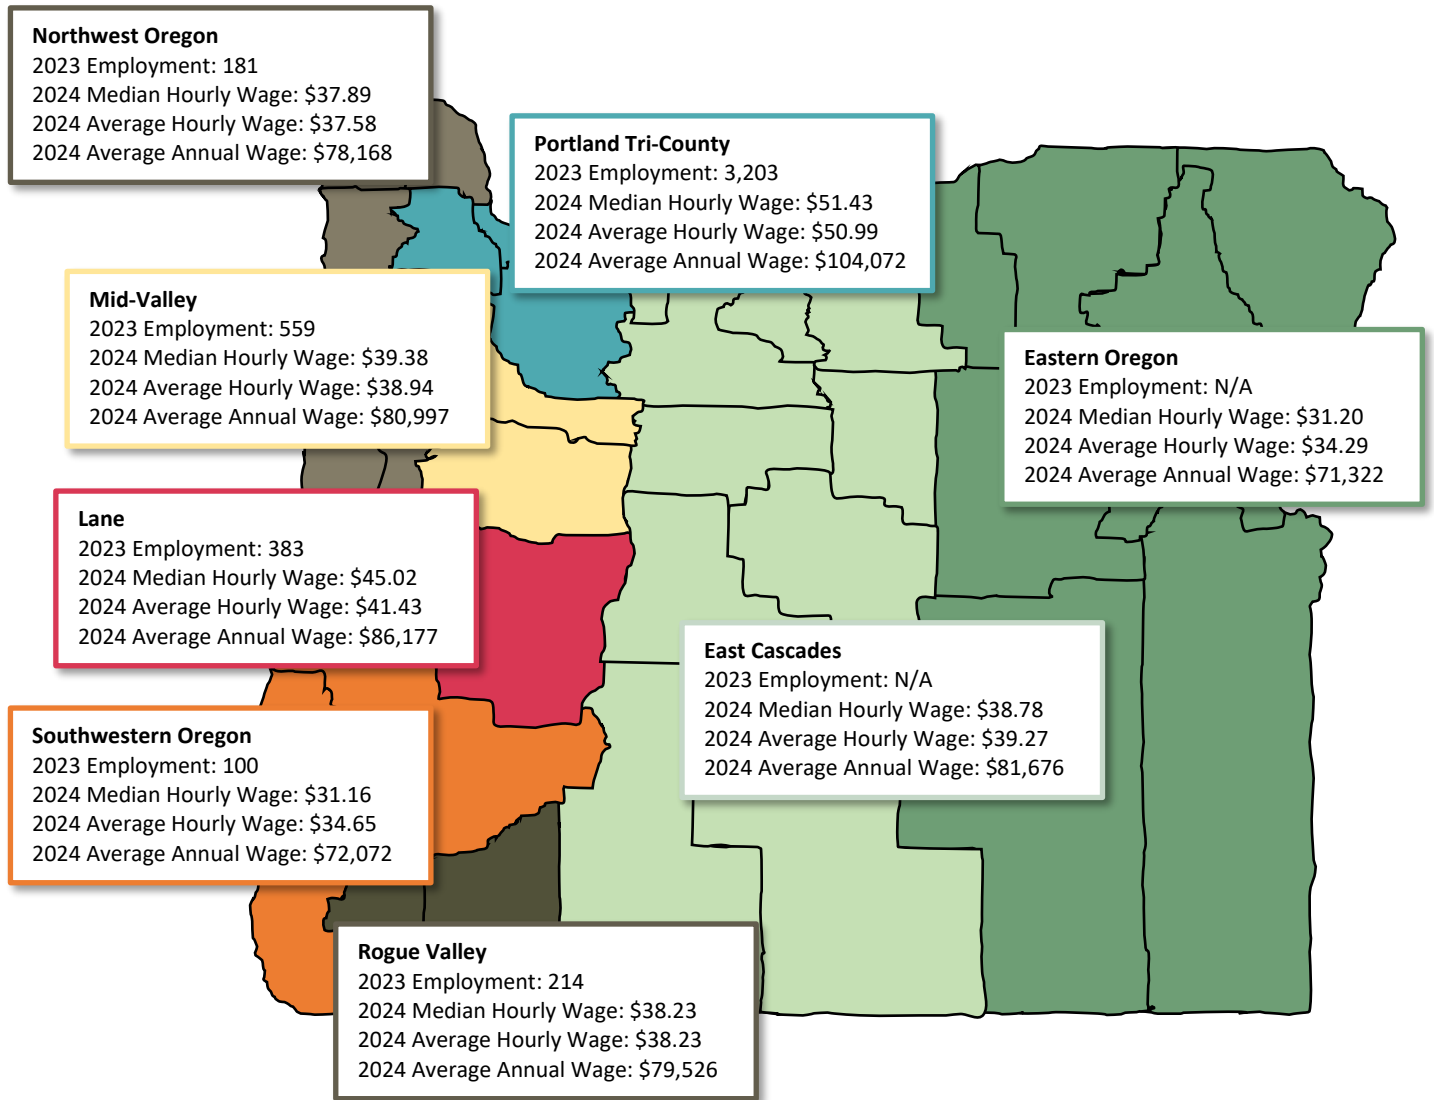 Northwest Oregon
2023 Employment: 181
2024 Median Hourly Wage: $37.89
2024 Average Hourly Wage: $37.58
2024 Average Annual Wage: $78,168
Portland Tri-County
2023 Employment: 3,203
2024 Median Hourly Wage: $51.43
2024 Average Hourly Wage: $50.99
2024 Average Annual Wage: $104,072
Mid-Valley
2023 Employment: 559
2024 Median Hourly Wage: $39.38
2024 Average Hourly Wage: $38.94
2024 Average Annual Wage: $80,997
Eastern Oregon
2023 Employment: N/A
2024 Median Hourly Wage: $31.20
2024 Average Hourly Wage: $34.29
2024 Average Annual Wage: $71,322
Lane
2023 Employment: 383
2024 Median Hourly Wage: $45.02
2024 Average Hourly Wage: $41.43
2024 Average Annual Wage: $86,177
East Cascades
2023 Employment: N/A
2024 Median Hourly Wage: $38.78
2024 Average Hourly Wage: $39.27
2024 Average Annual Wage: $81,676
Southwestern Oregon
2023 Employment: 100
2024 Median Hourly Wage: $31.16
2024 Average Hourly Wage: $34.65
2024 Average Annual Wage: $72,072
Rogue Valley
2023 Employment: 214
2024 Median Hourly Wage: $38.23
2024 Average Hourly Wage: $38.23
2024 Average Annual Wage: $79,526